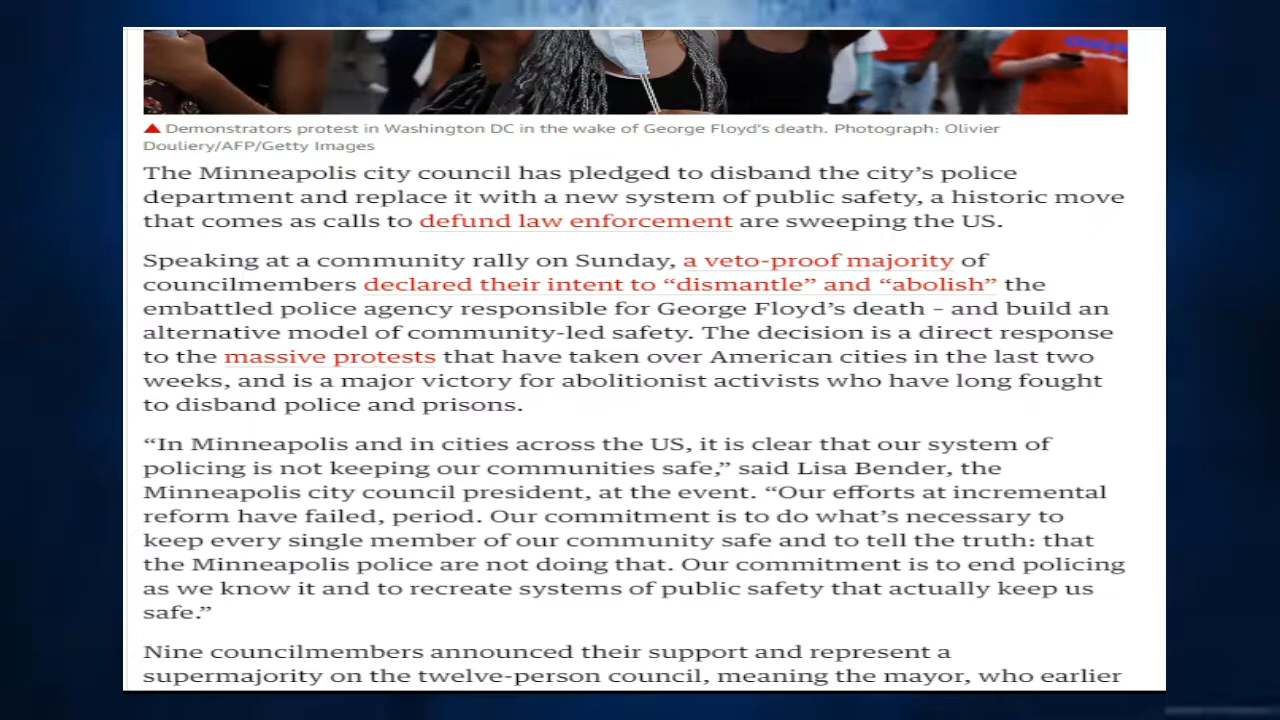 ▲ Demonstrators protest in Washington DC in the wake of George Floyd’s death. Photograph: Olivier
Douliery/AFP/Getty Images
The Minneapolis city council has pledged to disband the city’s police
department and replace it with a new system of public safety, a historic move
that comes as calls to defund law enforcement are sweeping the US.
Speaking at a community rally on Sunday, a veto-proof majority of
councilmembers declared their intent to “dismantle” and “abolish” the
embattled police agency responsible for George Floyd’s death – and build an
alternative model of community-led safety. The decision is a direct response
to the massive protests that have taken over American cities in the last two
weeks, and is a major victory for abolitionist activists who have long fought
to disband police and prisons.
“In Minneapolis and in cities across the US, it is clear that our system of
policing is not keeping our communities safe,” said Lisa Bender, the
Minneapolis city council president, at the event. “Our efforts at incremental
reform have failed, period. Our commitment is to do what’s necessary to
keep every single member of our community safe and to tell the truth: that
the Minneapolis police are not doing that. Our commitment is to end policing
as we know it and to recreate systems of public safety that actually keep us
safe.”
Nine councilmembers announced their support and represent a
supermajority on the twelve-person council, meaning the mayor, who earlier